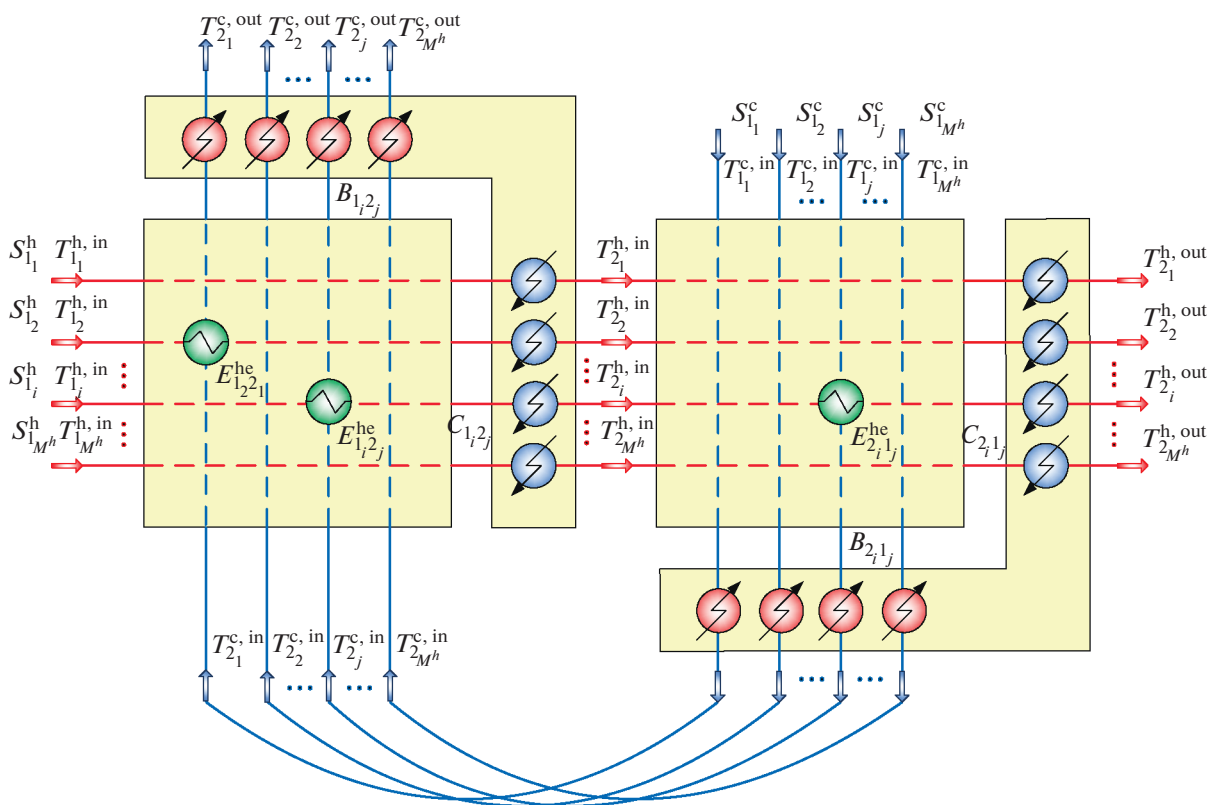 T_{2_1}^{c, out} T_{2_2}^{c, out} T_{2_j}^{c, out} T_{2_{M^h}}^{c, out}
S_{1_1}^{c} S_{1_2}^{c} S_{1_j}^{c} S_{1_{M^h}}^{c}
T_{1_1}^{c, in} T_{1_2}^{c, in} T_{1_j}^{c, in} T_{1_{M^h}}^{c, in}
B_{1_i 2_j}
S_{1_1}^{h} T_{1_1}^{h, in} T_{2_1}^{h, in} T_{2_1}^{h, out}
S_{1_2}^{h} T_{1_2}^{h, in} T_{2_2}^{h, in} T_{2_2}^{h, out}
E_{1_2 2_1}^{he}
S_{1_i}^{h} T_{1_j}^{h, in} T_{2_i}^{h, in} T_{2_i}^{h, out}
E_{1_i 2_j}^{he} C_{1_i 2_j} E_{2_i 1_j}^{he} C_{2_i 1_j}
S_{1_{M^h}}^{h} T_{1_{M^h}}^{h, in} T_{2_{M^h}}^{h, in} T_{2_{M^h}}^{h, out}
B_{2_i 1_j}
T_{2_1}^{c, in} T_{2_2}^{c, in} T_{2_j}^{c, in} T_{2_{M^h}}^{c, in}